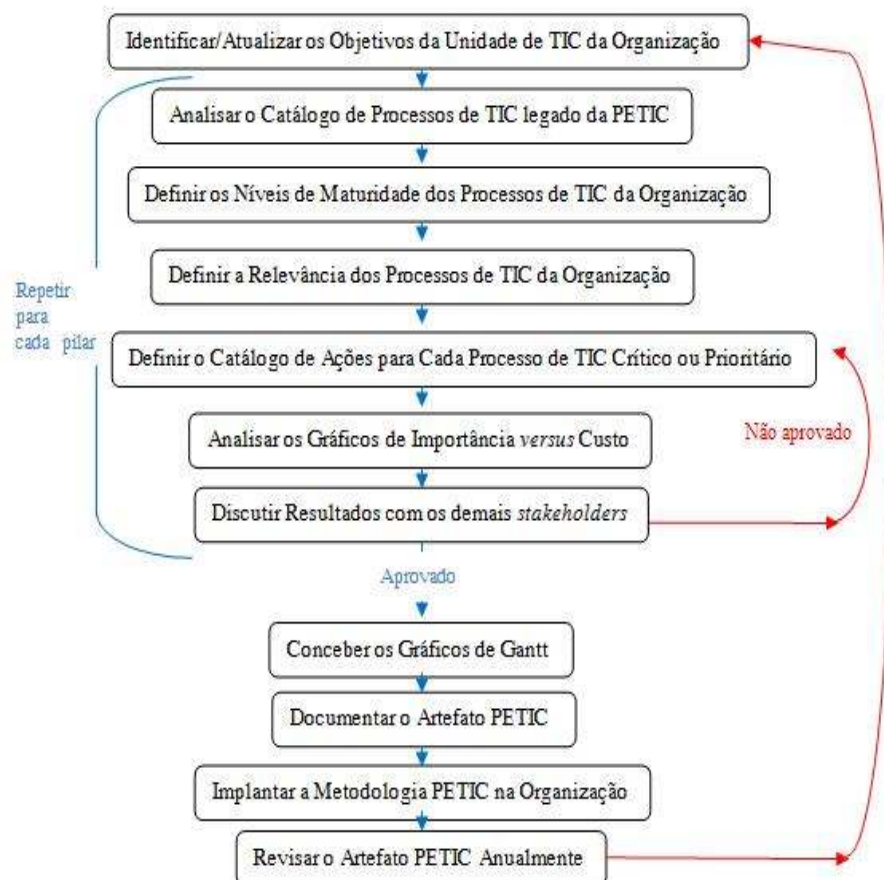 Identificar/Atualizar os Objetivos da Unidade de TIC da Organização
Analisar o Catálogo de Processos de TIC legado da PETIC
Definir os Níveis de Maturidade dos Processos de TIC da Organização
Definir a Relevância dos Processos de TIC da Organização
Repetir
para
cada pilar
Definir o Catálogo de Ações para Cada Processo de TIC Crítico ou Prioritário
Analisar os Gráficos de Importância versus Custo
Não aprovado
Discutir Resultados com os demais stakeholders
Aprovado
Conceber os Gráficos de Gantt
Documentar o Artefato PETIC
Implantar a Metodologia PETIC na Organização
Revisar o Artefato PETIC Anualmente